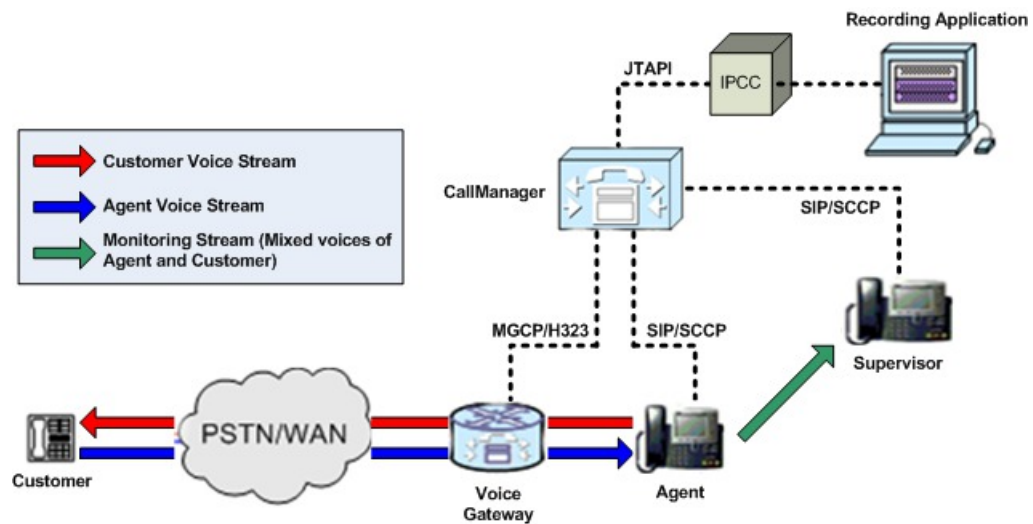 Recording Application
JTAPI
IPCC
Customer Voice Stream
CallManager
Agent Voice Stream
SIP/SCCP
Monitoring Stream (Mixed voices of
Agent and Customer)
MGCP/H323
SIP/SCCP
Supervisor
PSTN/WAN
Customer
Voice
Gateway
Agent